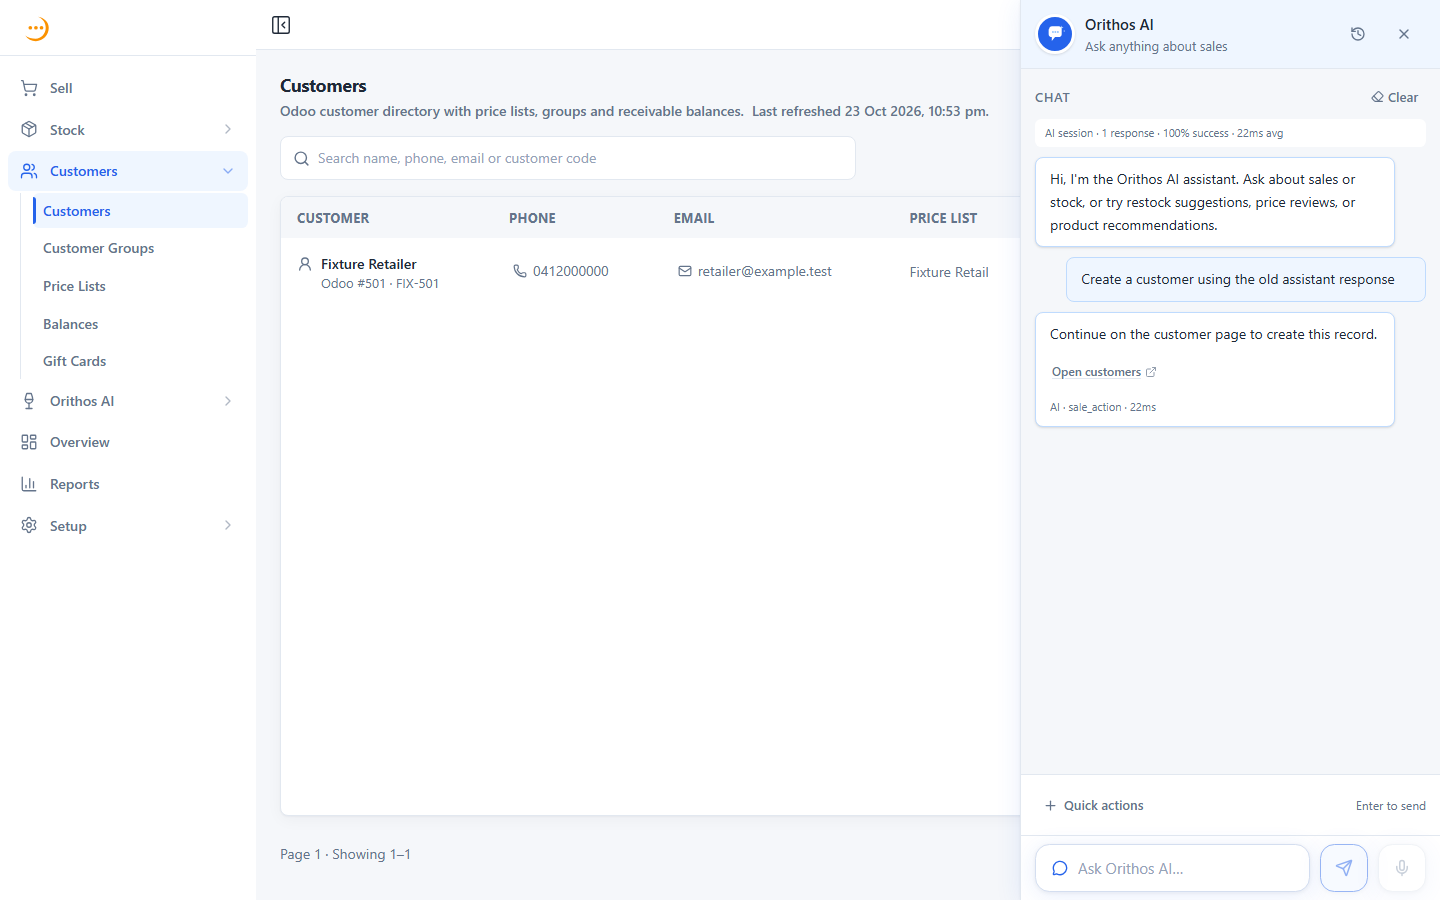 Sell
Stock
Customers
Customers
Customer Groups
Price Lists
Balances
Gift Cards
Orithos AI
Overview
Reports
Setup
Customers
Odoo customer directory with price lists, groups and receivable balances. Last refreshed 23 Oct 2026, 10:53 pm.
Search name, phone, email or customer code
CUSTOMER PHONE EMAIL PRICE LIST
Fixture Retailer
Odoo #501 · FIX-501
0412000000
retailer@example.test
Fixture Retail
Page 1 · Showing 1–1
Orithos AI
Ask anything about sales
CHAT
Clear
AI session · 1 response · 100% success · 22ms avg
Hi, I'm the Orithos AI assistant. Ask about sales or
stock, or try restock suggestions, price reviews, or
product recommendations.
Create a customer using the old assistant response
Continue on the customer page to create this record.
Open customers
AI · sale_action · 22ms
Quick actions
Enter to send
Ask Orithos AI...